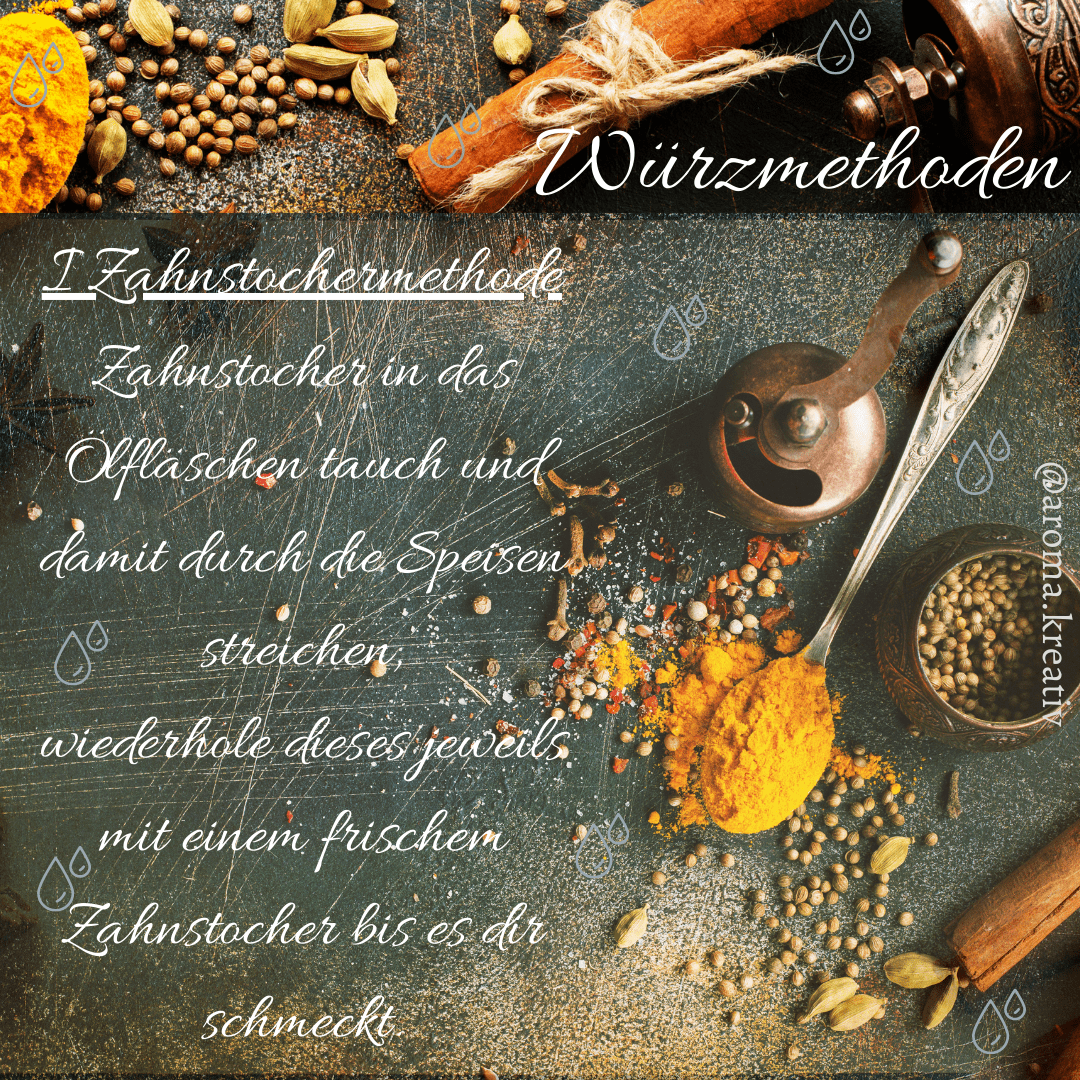 Würzmethoden
I Zahnstochermethode
Zahnstocher in das
Ölfläschen tauch und
damit durch die Speisen
streichen,
wiederhole dieses jeweils
mit einem frischem
Zahnstocher bis es dir
schmeckt.
@aroma.kreativ